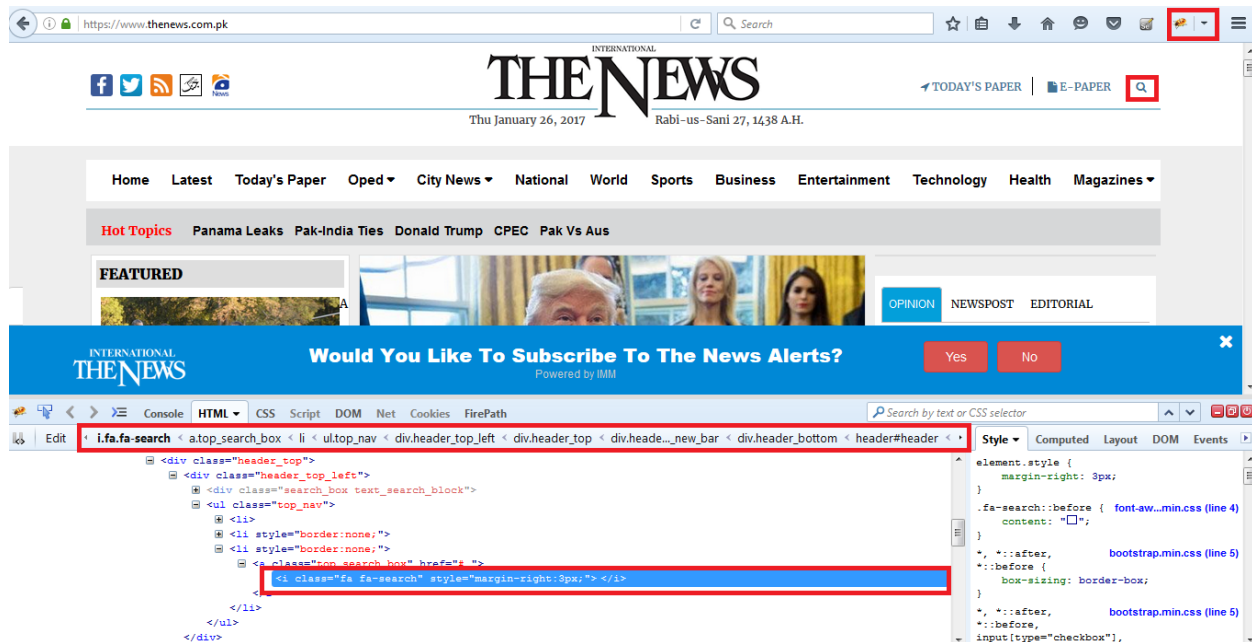 https://www.thenews.com.pk
Search
INTERNATIONAL
THE NEWS
News
TODAY'S PAPER
E-PAPER
Thu January 26, 2017
Rabi-us-Sani 27, 1438 A.H.
Home Latest Today's Paper Oped City News National World Sports Business Entertainment Technology Health Magazines
Hot Topics Panama Leaks Pak-India Ties Donald Trump CPEC Pak Vs Aus
FEATURED
A
OPINION NEWSPOST EDITORIAL
INTERNATIONAL
THE NEWS
Would You Like To Subscribe To The News Alerts?
Powered by IMM
Yes No
Console HTML CSS Script DOM Net Cookies FirePath
Search by text or CSS selector
Edit i.fa.fa-search < a.top_search_box < li < ul.top_nav < div.header_top_left < div.header_top < div.heade..._new_bar < div.header_bottom < header#header <
Style Computed Layout DOM Events
<div class="header_top">
<div class="header_top_left">
<div class="search_box text_search_block">
<ul class="top_nav">
<li>
<li style="border:none;">
<li style="border:none;">
<a class="top_search_box" href="#_">
<i class="fa fa-search" style="margin-right:3px;"> </i>
</li>
</ul>
</div>
element.style {
margin-right: 3px;
}
.fa-search::before { font-aw...min.css (line 4)
content: "";
}
*, *::after, bootstrap.min.css (line 5)
*::before {
box-sizing: border-box;
}
*, *::after, bootstrap.min.css (line 5)
*::before,
input[type="checkbox"],